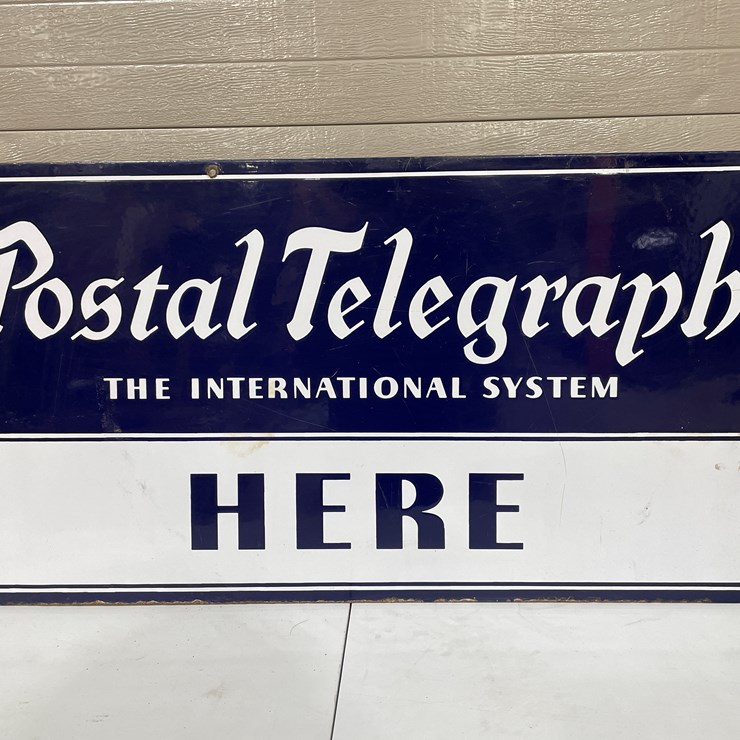 Postal Telegraph
THE INTERNATIONAL SYSTEM
HERE